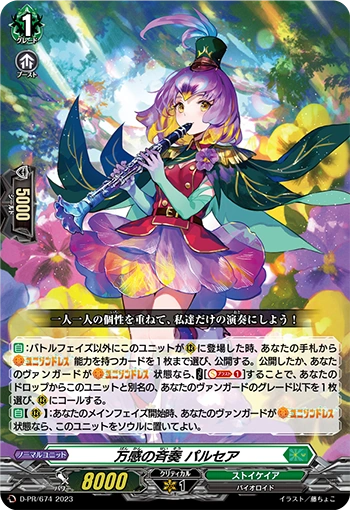 1
グレード
ブースト
5000
シールド
一人一人の個性を重ねて、私達だけの演奏にしよう!
自:バトルフェイズ以外にこのユニットがRに登場した時、あなたの手札から
ユニゾンドレス 能力を持つカードを1枚まで選び、公開する。公開したか、あなた
のヴァンガードが ユニゾンドレス 状態なら、1することで、あなたの
ドロップからこのユニットと別名の、あなたのヴァンガードのグレード以下を1枚
選び、Rにコールする。
自【R】:あなたのメインフェイズ開始時、あなたのヴァンガードが ユニゾンドレス
状態なら、このユニットをソウルに置いてよい。
ノーマルユニット
万感の斉奏 パルセア
パワー 8000
クリティカル
1
ストイケイア
バイオロイド
D-PR/674 2023
イラスト/藤ちょこ